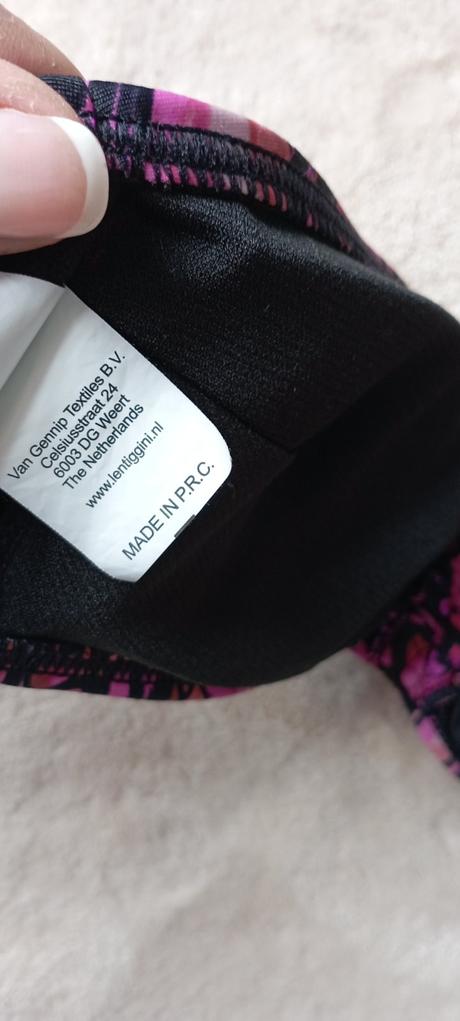 Van Gennip Textiles B.V.
Celsiusstraat 24
6003 DG Weert
The Netherlands
www.lentiggini.nl
MADE IN P.R.C.